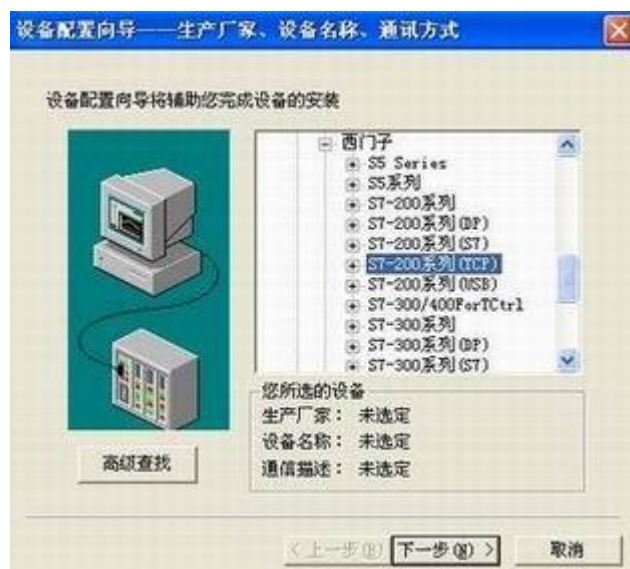 设备配置向导——生产厂家、设备名称、通讯方式
设备配置向导将辅助您完成设备的安装
西门子
S5 Series
S5系列
S7-200系列
S7-200系列(DP)
S7-200系列(S7)
S7-200系列(TCP)
S7-200系列(USB)
S7-300/400ForTCtrl
S7-300系列
S7-300系列(DP)
S7-300系列(S7)
您所选的设备
生产厂家： 未选定
设备名称： 未选定
通信描述： 未选定
高级查找
<上一步(B)
下一步(N) >
取消